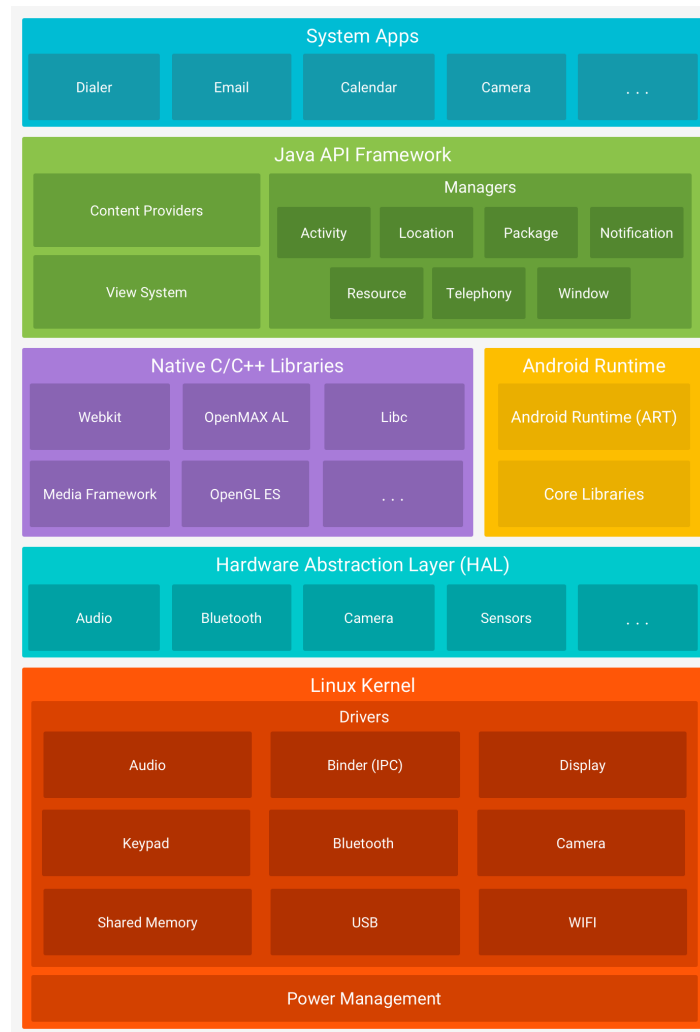 System Apps
Dialer
Email
Calendar
Camera
. . .
Java API Framework
Content Providers
View System
Managers
Activity
Location
Package
Notification
Resource
Telephony
Window
Native C/C++ Libraries
Webkit
OpenMAX AL
Libc
Media Framework
OpenGL ES
. . .
Android Runtime
Android Runtime (ART)
Core Libraries
Hardware Abstraction Layer (HAL)
Audio
Bluetooth
Camera
Sensors
. . .
Linux Kernel
Drivers
Audio
Binder (IPC)
Display
Keypad
Bluetooth
Camera
Shared Memory
USB
WIFI
Power Management